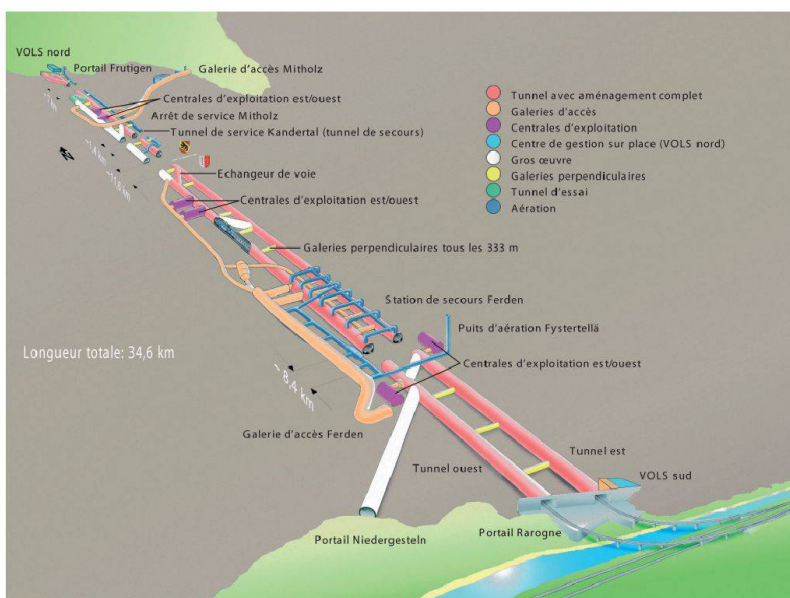 VOLS nord
Portail Frutigen
Galerie d'accès Mitholz
Centrales d'exploitation est/ouest
Arrêt de service Mitholz
Tunnel de service Kandertal (tunnel de secours)
Echangeur de voie
Centrales d'exploitation est/ouest
Galeries perpendiculaires tous les 333 m
Station de secours Ferden
Puits d'aération Fystertellä
Centrales d'exploitation est/ouest
Longueur totale: 34,6 km
~ 8,4 km
Galerie d'accès Ferden
Tunnel ouest
Tunnel est
VOLS sud
Portail Rarogne
Portail Niedergesteln
Tunnel avec aménagement complet
Galeries d'accès
Centrales d'exploitation
Centre de gestion sur place (VOLS nord)
Gros œuvre
Galeries perpendiculaires
Tunnel d'essai
Aération